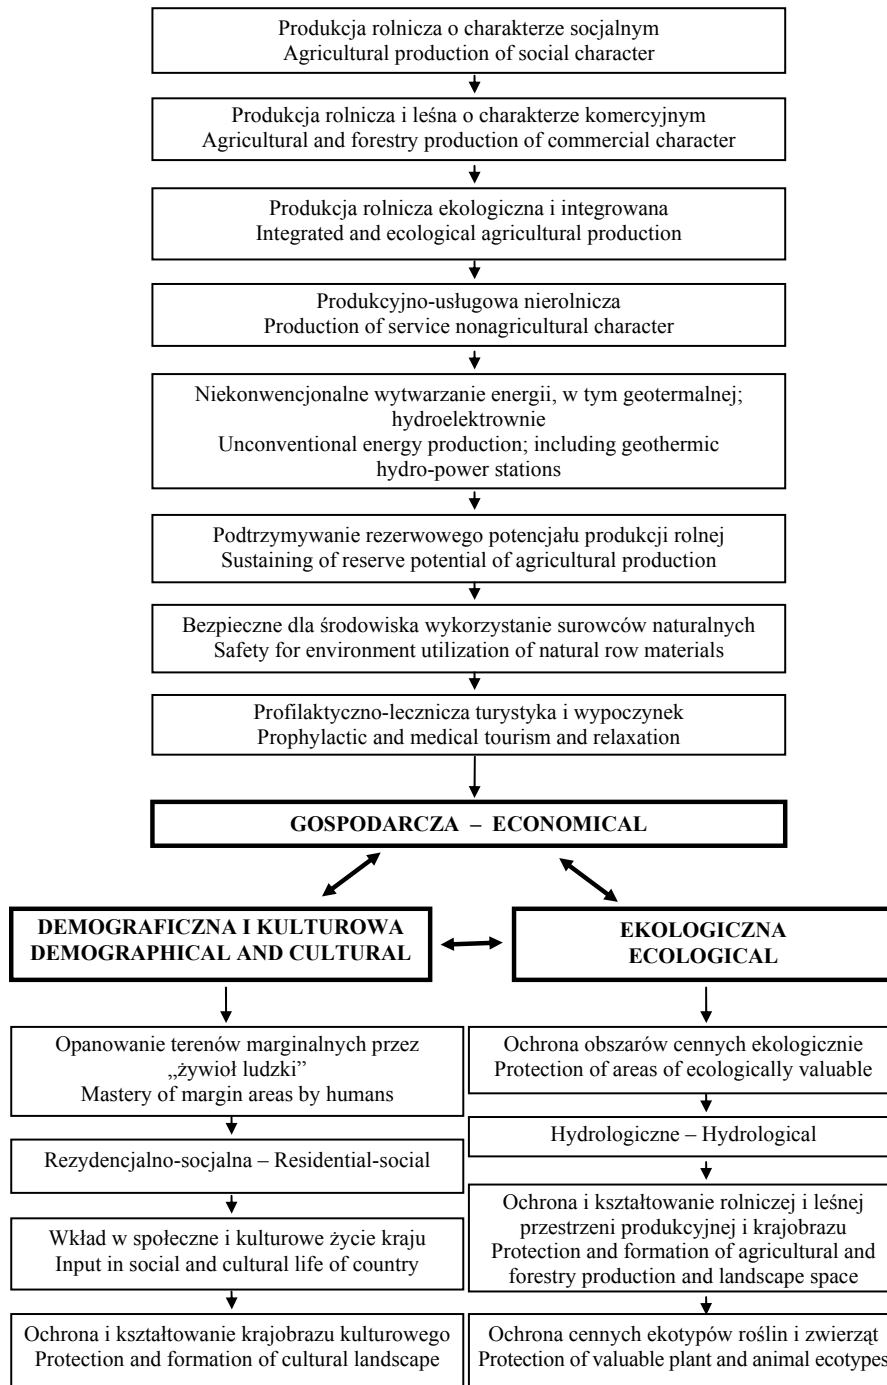 Produkcja rolnicza o charakterze socjalnym
Agricultural production of social character
Produkcja rolnicza i leśna o charakterze komercyjnym
Agricultural and forestry production of commercial character
Produkcja rolnicza ekologiczna i integrowana
Integrated and ecological agricultural production
Produkcyjno-usługowa nierolnicza
Production of service nonagricultural character
Niekonwencjonalne wytwarzanie energii, w tym geotermalnej;
hydroelektrownie
Unconventional energy production; including geothermic
hydro-power stations
Podtrzymywanie rezerwowego potencjału produkcji rolnej
Sustaining of reserve potential of agricultural production
Bezpieczne dla środowiska wykorzystanie surowców naturalnych
Safety for environment utilization of natural row materials
Profilaktyczno-lecznicza turystyka i wypoczynek
Prophylactic and medical tourism and relaxation
GOSPODARCZA – ECONOMICAL
DEMOGRAFICZNA I KULTUROWA
DEMOGRAPHICAL AND CULTURAL
EKOLOGICZNA
ECOLOGICAL
Opanowanie terenów marginalnych przez
„żywioł ludzki”
Mastery of margin areas by humans
Rezydencjalno-socjalna – Residential-social
Wkład w społeczne i kulturowe życie kraju
Input in social and cultural life of country
Ochrona i kształtowanie krajobrazu kulturowego
Protection and formation of cultural landscape
Ochrona obszarów cennych ekologicznie
Protection of areas of ecologically valuable
Hydrologiczne – Hydrological
Ochrona i kształtowanie rolniczej i leśnej
przestrzeni produkcyjnej i krajobrazu
Protection and formation of agricultural and
forestry production and landscape space
Ochrona cennych ekotypów roślin i zwierząt
Protection of valuable plant and animal ecotypes